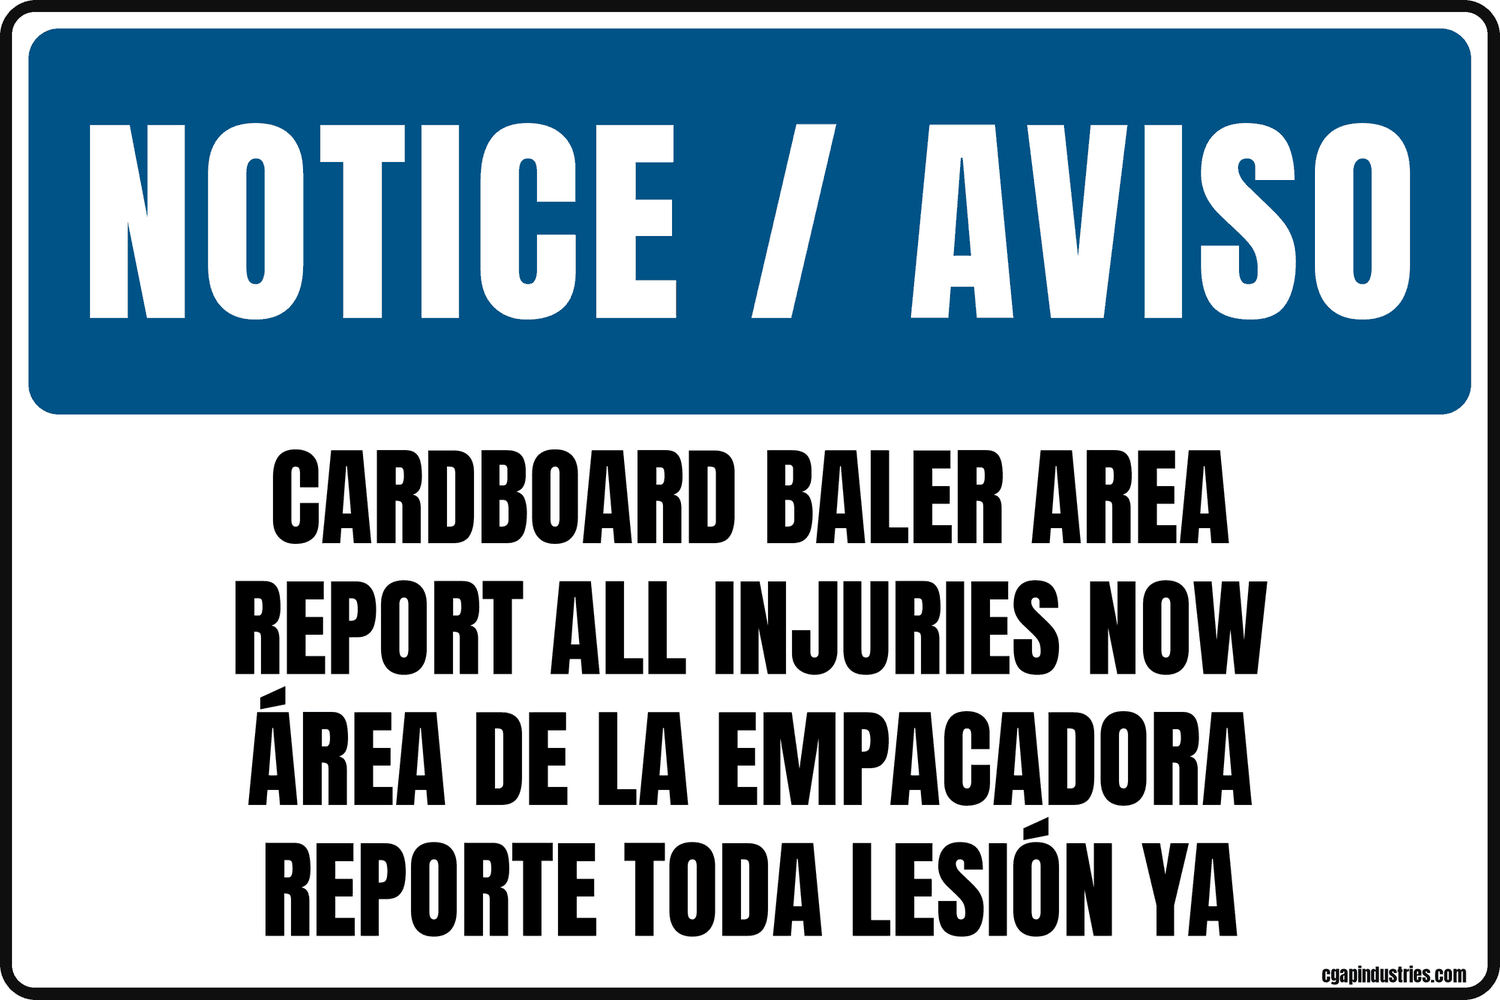 NOTICE / AVISO
CARDBOARD BALER AREA
REPORT ALL INJURIES NOW
ÁREA DE LA EMPACADORA
REPORTE TODA LESIÓN YA
cgapindustries.com